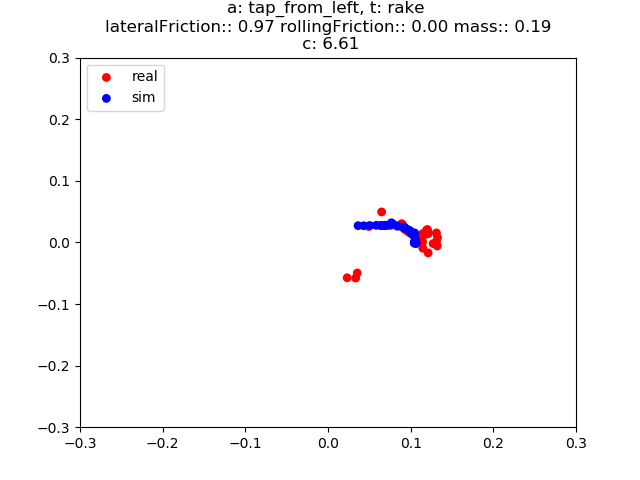 a: tap_from_left, t: rake
lateralFriction:: 0.97 rollingFriction:: 0.00 mass:: 0.19
c: 6.61
real
sim
0.3
0.2
0.1
0.0
−0.1
−0.2
−0.3
−0.3
−0.2
−0.1
0.0
0.1
0.2
0.3